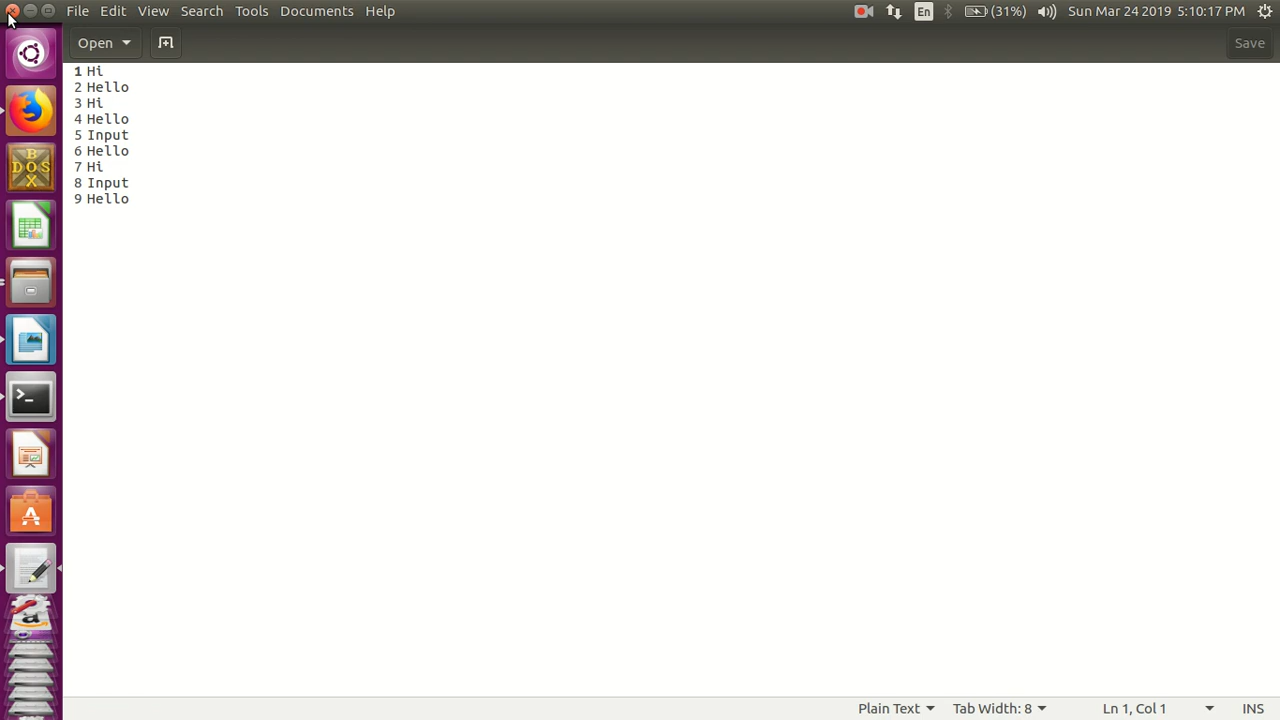 File Edit View Search Tools Documents Help En (31%) Sun Mar 24 2019 5:10:17 PM
Open Save
1 Hi
2 Hello
3 Hi
4 Hello
5 Input
6 Hello
7 Hi
8 Input
9 Hello
BOX
DOS
>_
A
a
Plain Text Tab Width: 8 Ln 1, Col 1 INS